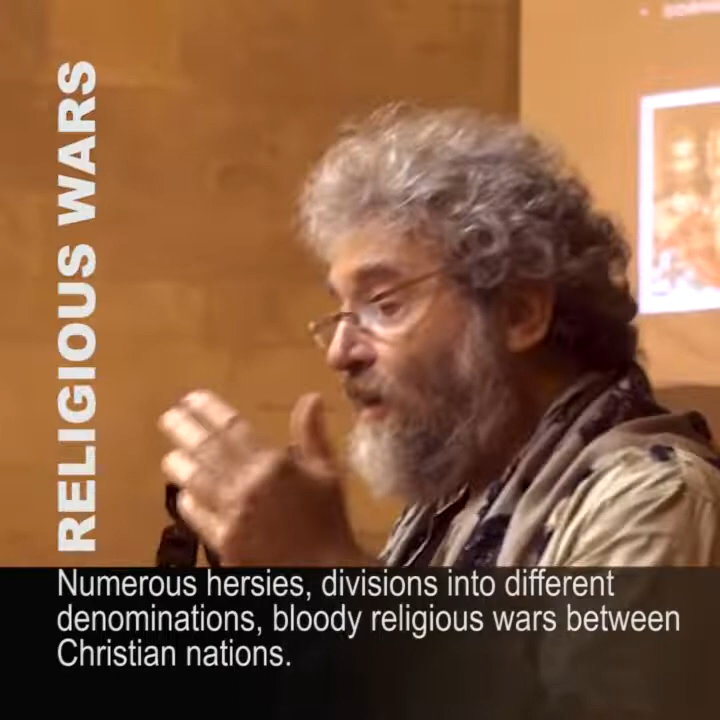 RELIGIOUS WARS
Numerous hersies, divisions into different
denominations, bloody religious wars between
Christian nations.